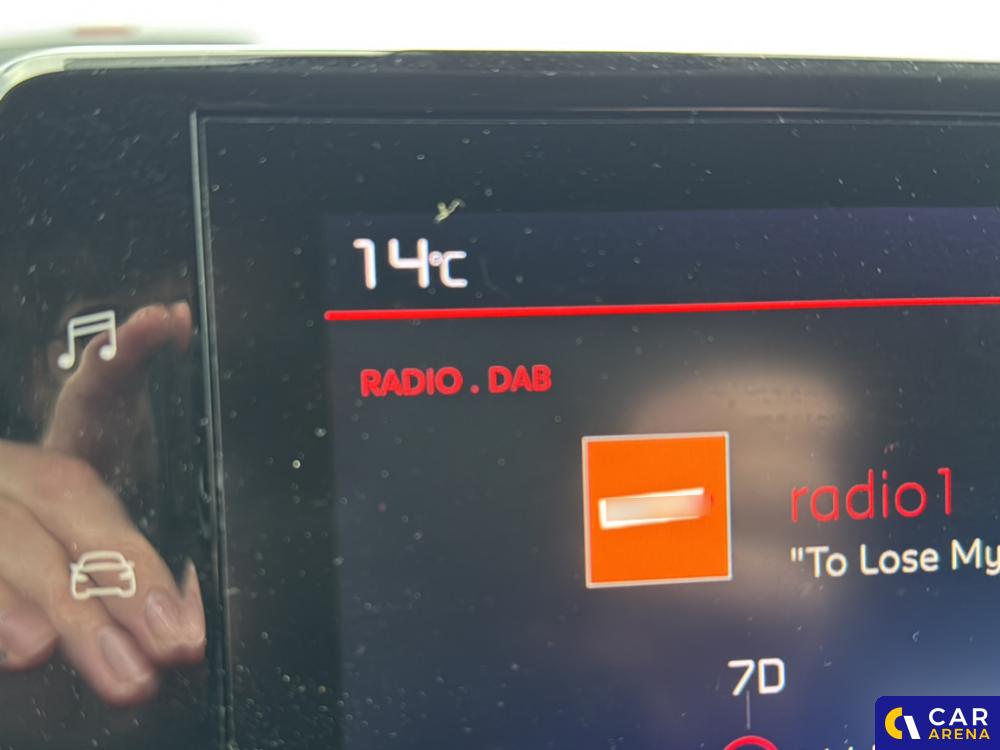 14°C
RADIO . DAB
radio1
"To Lose My
7D
CAR
ARENA